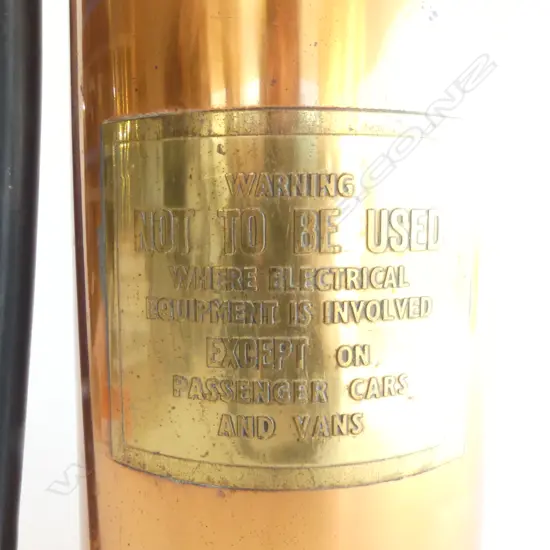 WARNING
NOT TO BE USED
WHERE ELECTRICAL
EQUIPMENT IS INVOLVED
EXCEPT ON
PASSENGER CARS
AND VANS